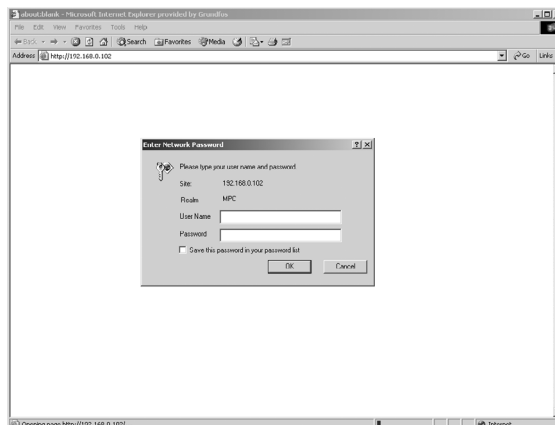 about:blank - Microsoft Internet Explorer provided by Grundfos
File Edit View Favorites Tools Help
Back Search Favorites Media
Address http://192.168.0.102 Go Links
Enter Network Password
Please type your user name and password.
Site: 192.168.0.102
Realm MPC
User Name
Password
Save this password in your password list
OK Cancel
Opening page http://192.168.0.102/ Internet